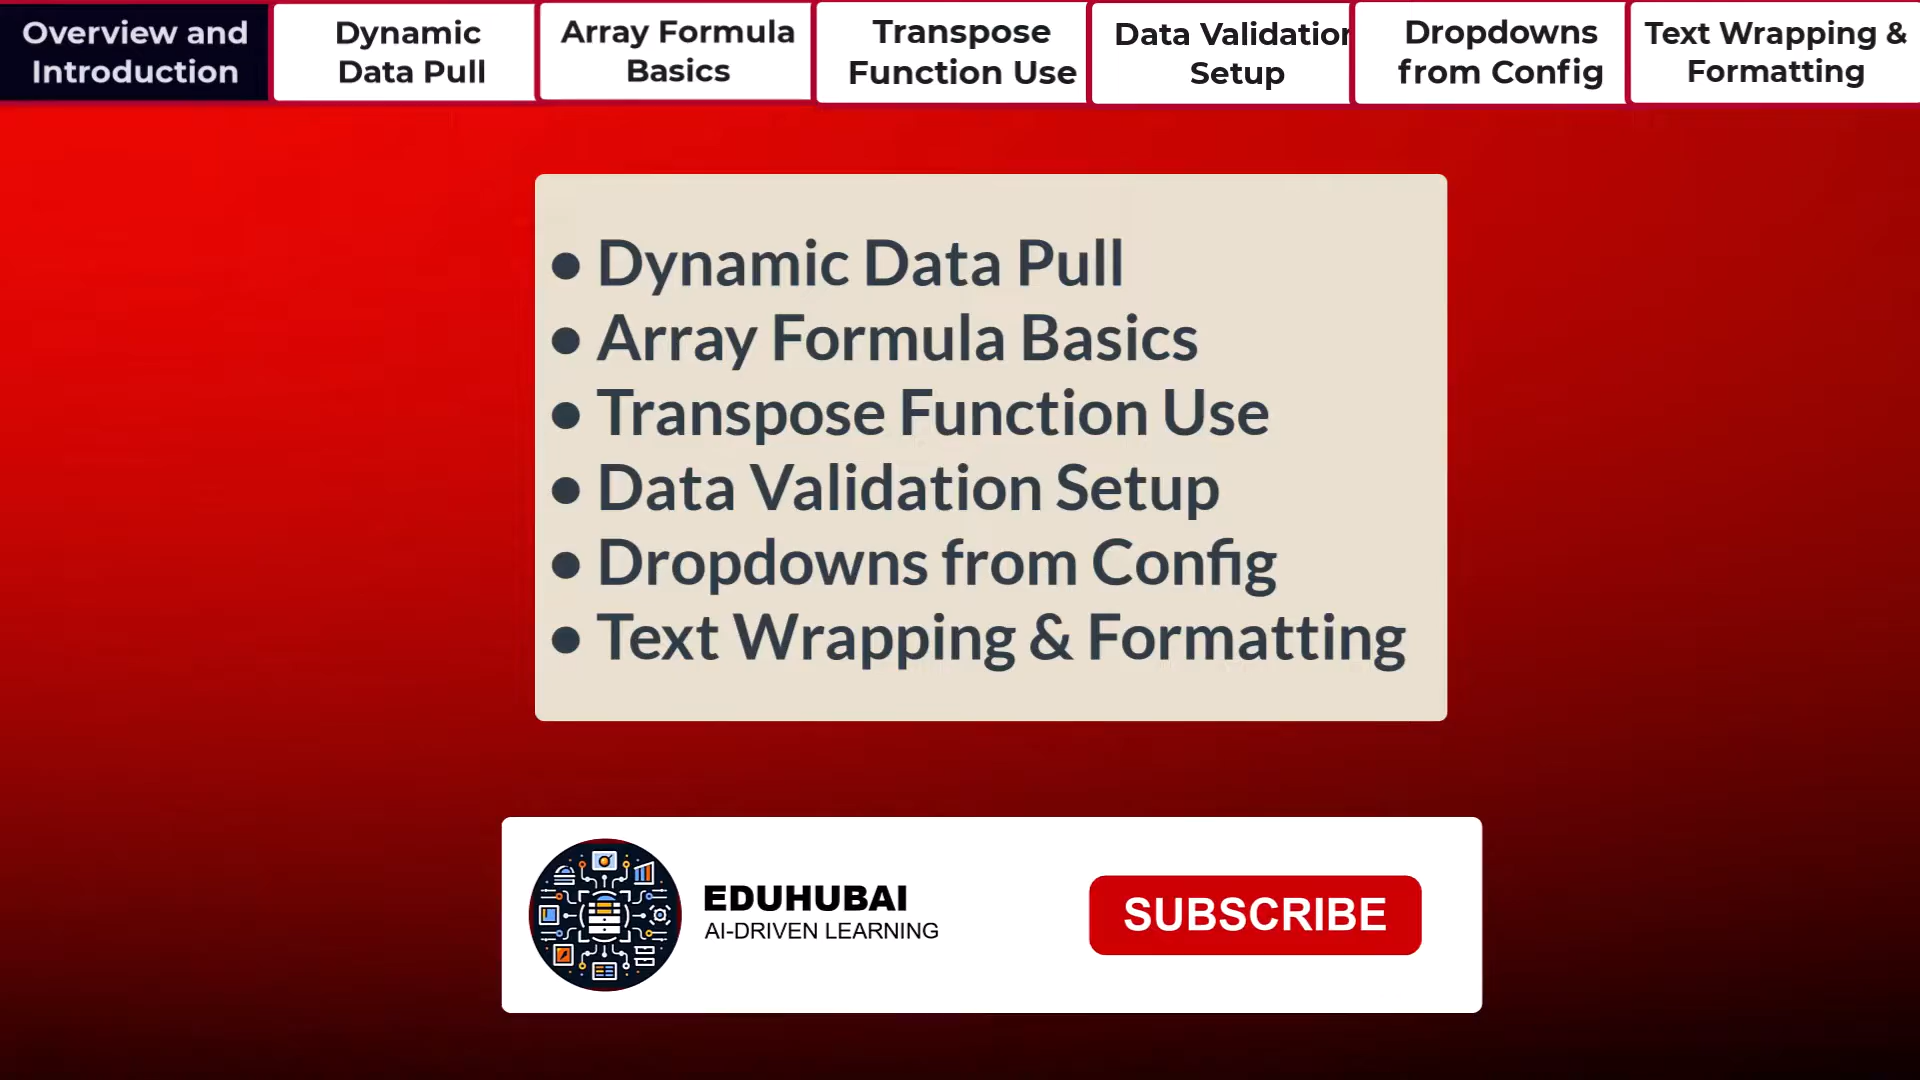 Overview and
Introduction
Dynamic
Data Pull
Array Formula
Basics
Transpose
Function Use
Data Validation
Setup
Dropdowns
from Config
Text Wrapping &
Formatting
• Dynamic Data Pull
• Array Formula Basics
• Transpose Function Use
• Data Validation Setup
• Dropdowns from Config
• Text Wrapping & Formatting
EDUHUBAI
AI-DRIVEN LEARNING
SUBSCRIBE